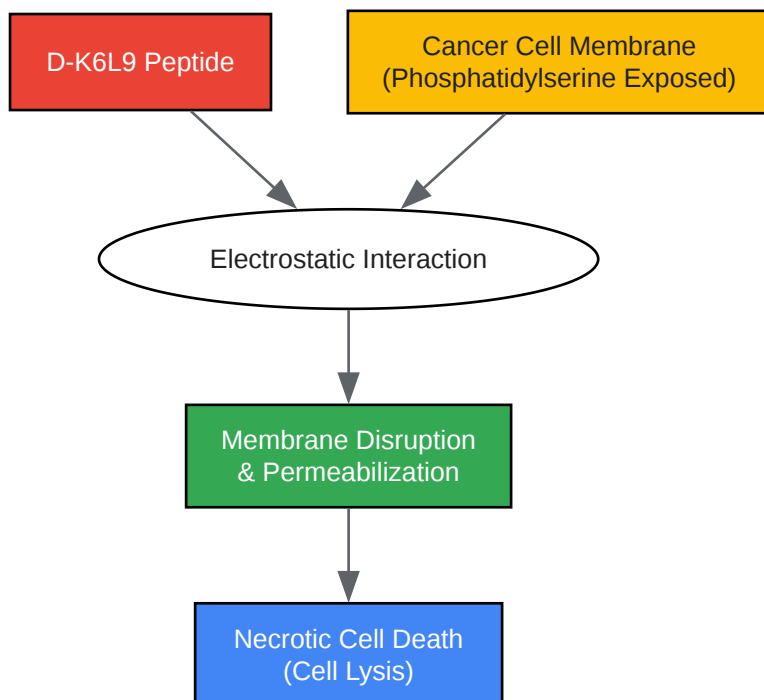 D-K6L9 Peptide
Cancer Cell Membrane
(Phosphatidylserine Exposed)
Electrostatic Interaction
Membrane Disruption
& Permeabilization
Necrotic Cell Death
(Cell Lysis)